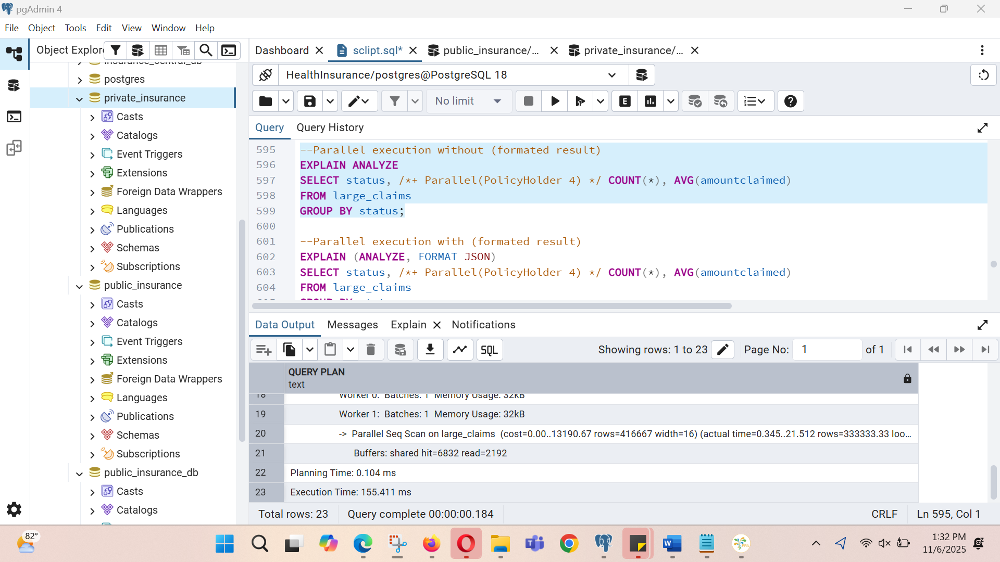 pgAdmin 4
File Object Tools Edit View Window Help
Object Explor
Dashboard
sclipt.sql*
public_insurance/...
private_insurance/...
insurance_central_db
postgres
private_insurance
Casts
Catalogs
Event Triggers
Extensions
Foreign Data Wrappers
Languages
Publications
Schemas
Subscriptions
public_insurance
Casts
Catalogs
Event Triggers
Extensions
Foreign Data Wrappers
Languages
Publications
Schemas
Subscriptions
public_insurance_db
Casts
Catalogs
HealthInsurance/postgres@PostgreSQL 18
No limit
E
Query Query History
595 --Parallel execution without (formated result)
596 EXPLAIN ANALYZE
597 SELECT status, /*+ Parallel(PolicyHolder 4) */ COUNT(*), AVG(amountclaimed)
598 FROM large_claims
599 GROUP BY status;
600
601 --Parallel execution with (formated result)
602 EXPLAIN (ANALYZE, FORMAT JSON)
603 SELECT status, /*+ Parallel(PolicyHolder 4) */ COUNT(*), AVG(amountclaimed)
604 FROM large_claims
Data Output Messages Explain Notifications
SQL
Showing rows: 1 to 23
Page No: 1 of 1
QUERY PLAN
text
18 Worker 0: Batches: 1 Memory Usage: 32kB
19 Worker 1: Batches: 1 Memory Usage: 32kB
20 -> Parallel Seq Scan on large_claims (cost=0.00..13190.67 rows=416667 width=16) (actual time=0.345..21.512 rows=333333.33 loo...
21 Buffers: shared hit=6832 read=2192
22 Planning Time: 0.104 ms
23 Execution Time: 155.411 ms
Total rows: 23
Query complete 00:00:00.184
CRLF
Ln 595, Col 1
82°
1:32 PM
11/6/2025